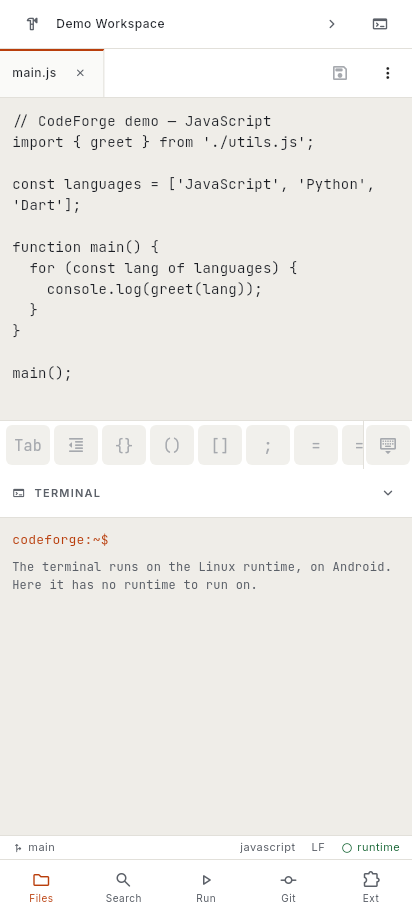 Demo Workspace
main.js
// CodeForge demo — JavaScript
import { greet } from './utils.js';
const languages = ['JavaScript', 'Python',
'Dart'];
function main() {
  for (const lang of languages) {
    console.log(greet(lang));
  }
}
main();
Tab {} () [] ; = =
TERMINAL
codeforge:~$
The terminal runs on the Linux runtime, on Android.
Here it has no runtime to run on.
main javascript LF runtime
Files Search Run Git Ext